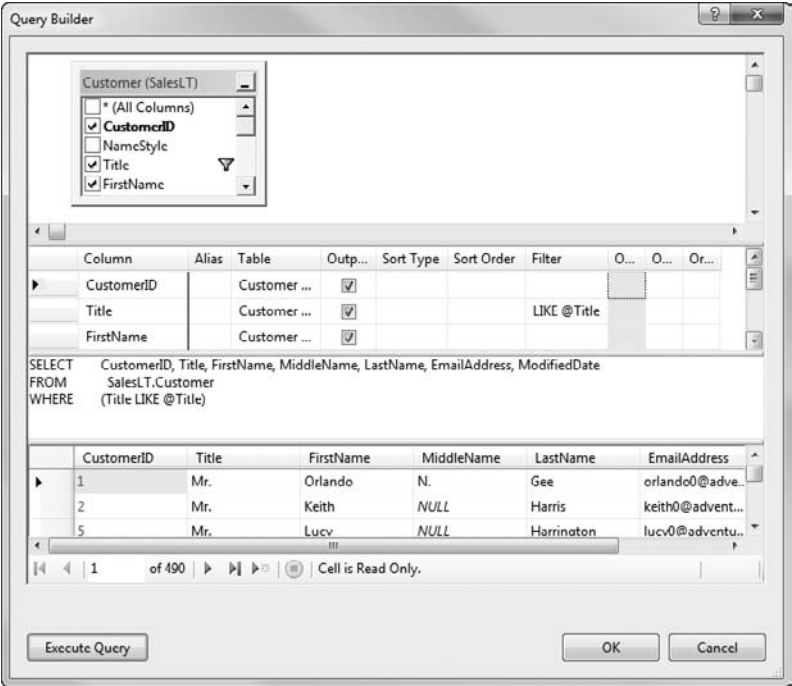 Query Builder
Customer (SalesLT)
* (All Columns)
CustomerID
NameStyle
Title
FirstName
Column Alias Table Outp... Sort Type Sort Order Filter O... O... Or...
CustomerID Customer ...
Title Customer ... LIKE @Title
FirstName Customer ...
SELECT CustomerID, Title, FirstName, MiddleName, LastName, EmailAddress, ModifiedDate
FROM SalesLT.Customer
WHERE (Title LIKE @Title)
CustomerID Title FirstName MiddleName LastName EmailAddress
1 Mr. Orlando N. Gee orlando0@adve...
2 Mr. Keith NULL Harris keith0@advent...
5 Mr. Lucy NULL Harrington lucy0@adventu...
1 of 490 Cell is Read Only.
Execute Query OK Cancel